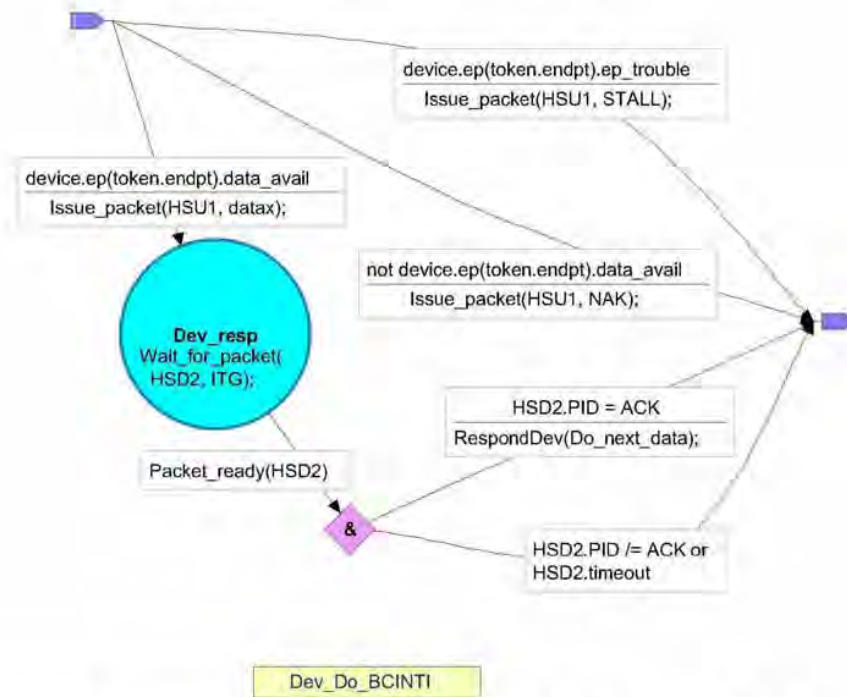 device.ep(token.endpt).ep_trouble
Issue_packet(HSU1, STALL);
device.ep(token.endpt).data_avail
Issue_packet(HSU1, datax);
not device.ep(token.endpt).data_avail
Issue_packet(HSU1, NAK);
Dev_resp
Wait_for_packet(
HSD2, ITG);
HSD2.PID = ACK
RespondDev(Do_next_data);
Packet_ready(HSD2)
&
HSD2.PID /= ACK or
HSD2.timeout
Dev_Do_BCINTI